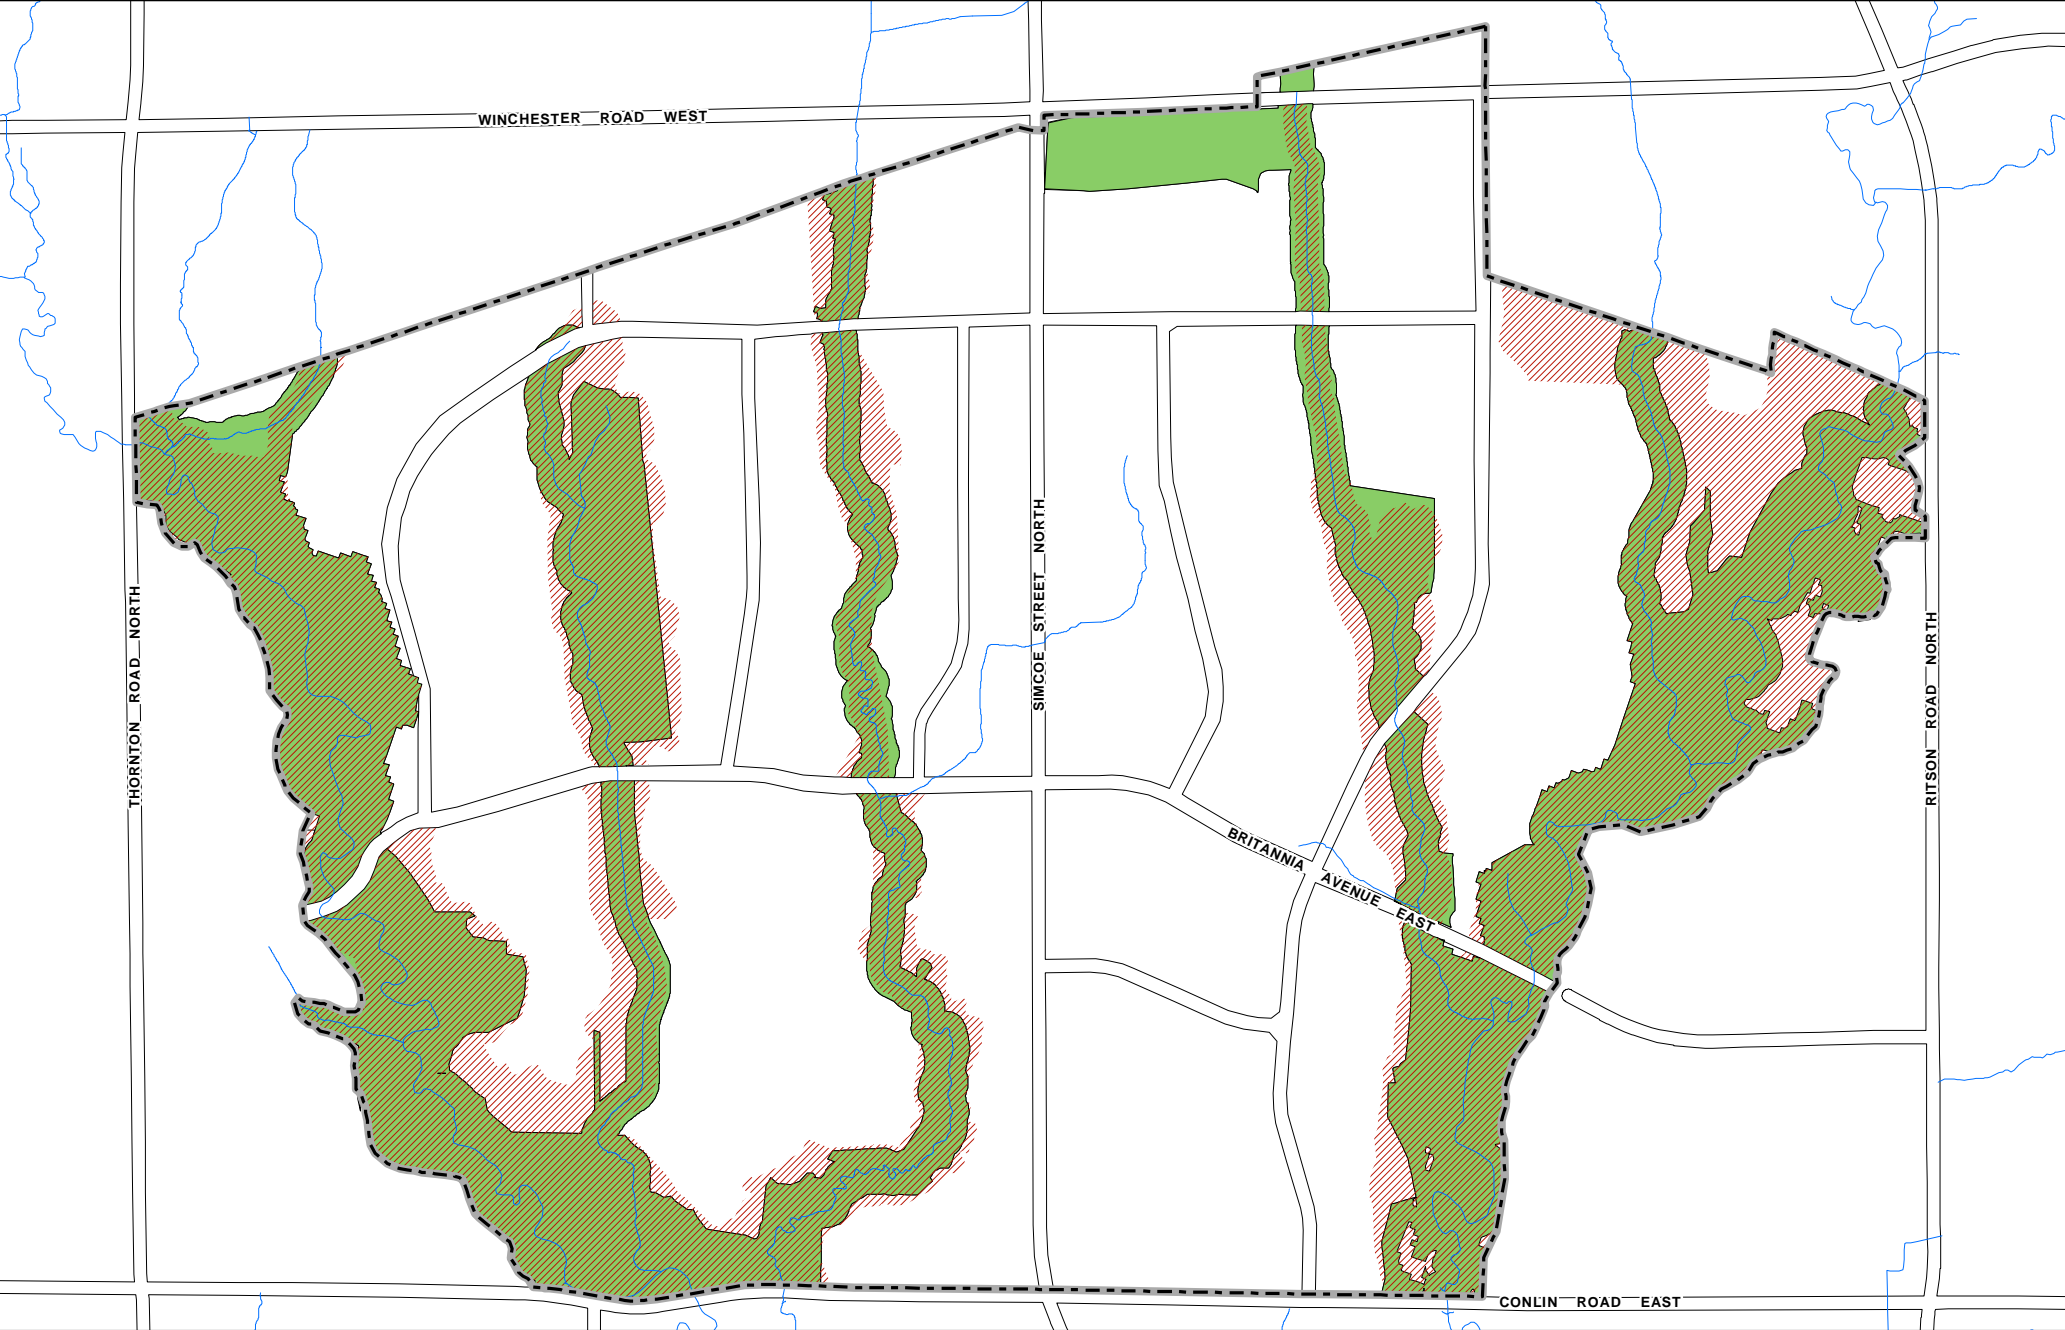 WINCHESTER ROAD WEST
SIMCOE STREET NORTH
THORNTON ROAD NORTH
RITSON ROAD NORTH
BRITANNIA AVENUE EAST
CONLIN ROAD EAST